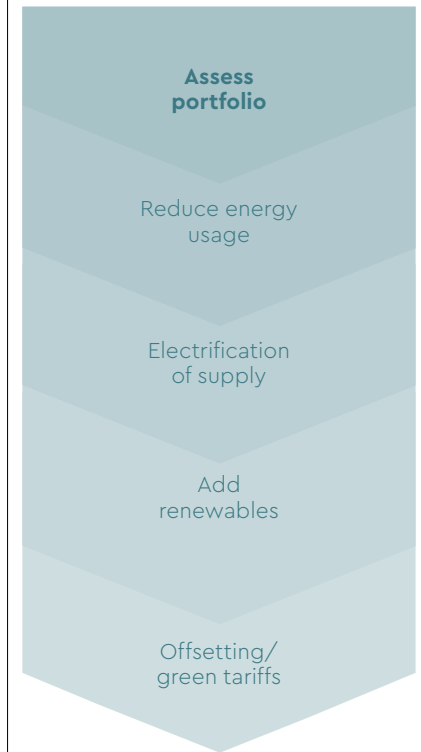 Assess
portfolio
Reduce energy
usage
Electrification
of supply
Add
renewables
Offsetting/
green tariffs